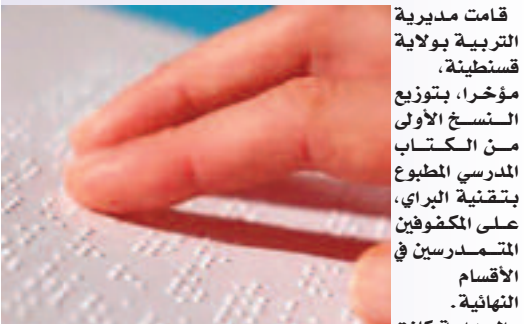 قامت مديرية
التربية بولاية
قسنطينة،
مؤخرا، بتوزيع
النسخ الأولى
من الكتاب
المدرسي المطبوع
بتقنية البراي،
على المكفوفين
المتمدرسين في
الأقسام
النهائية.